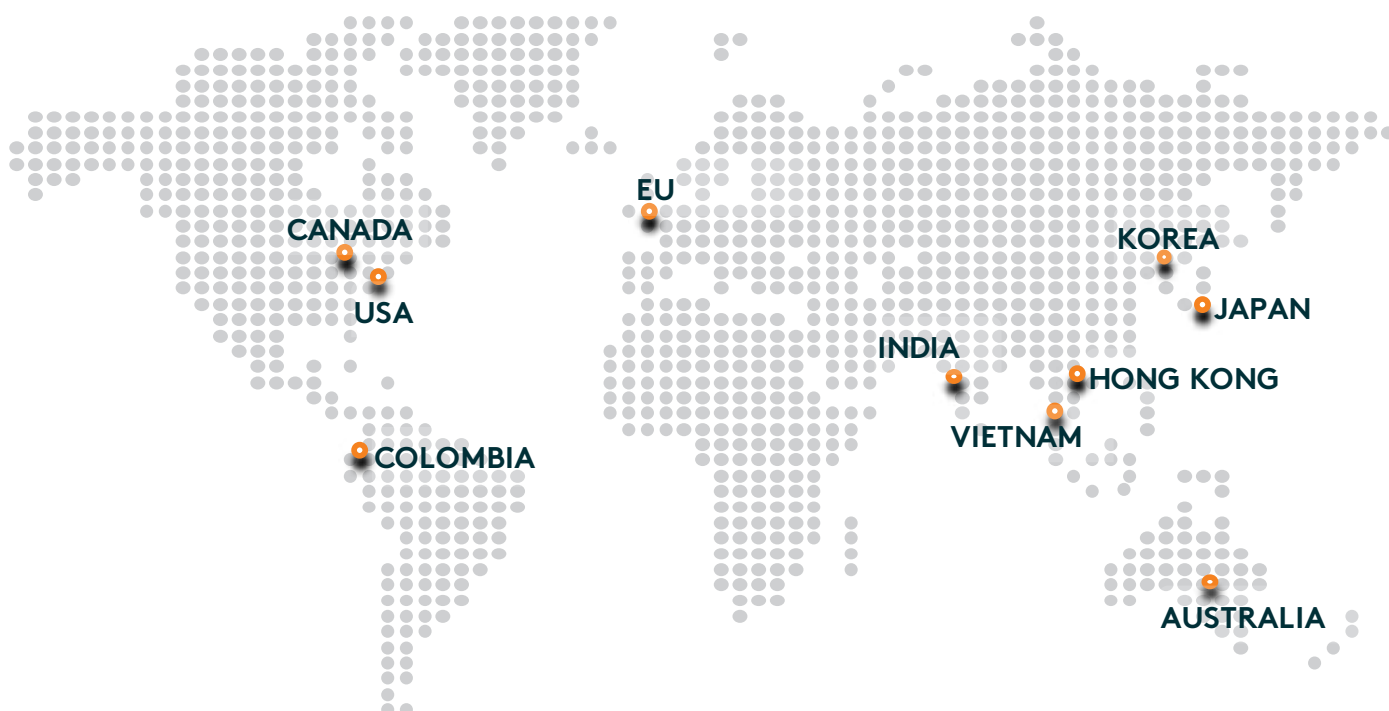 EU
CANADA
KOREA
USA
JAPAN
INDIA
HONG KONG
VIETNAM
COLOMBIA
AUSTRALIA